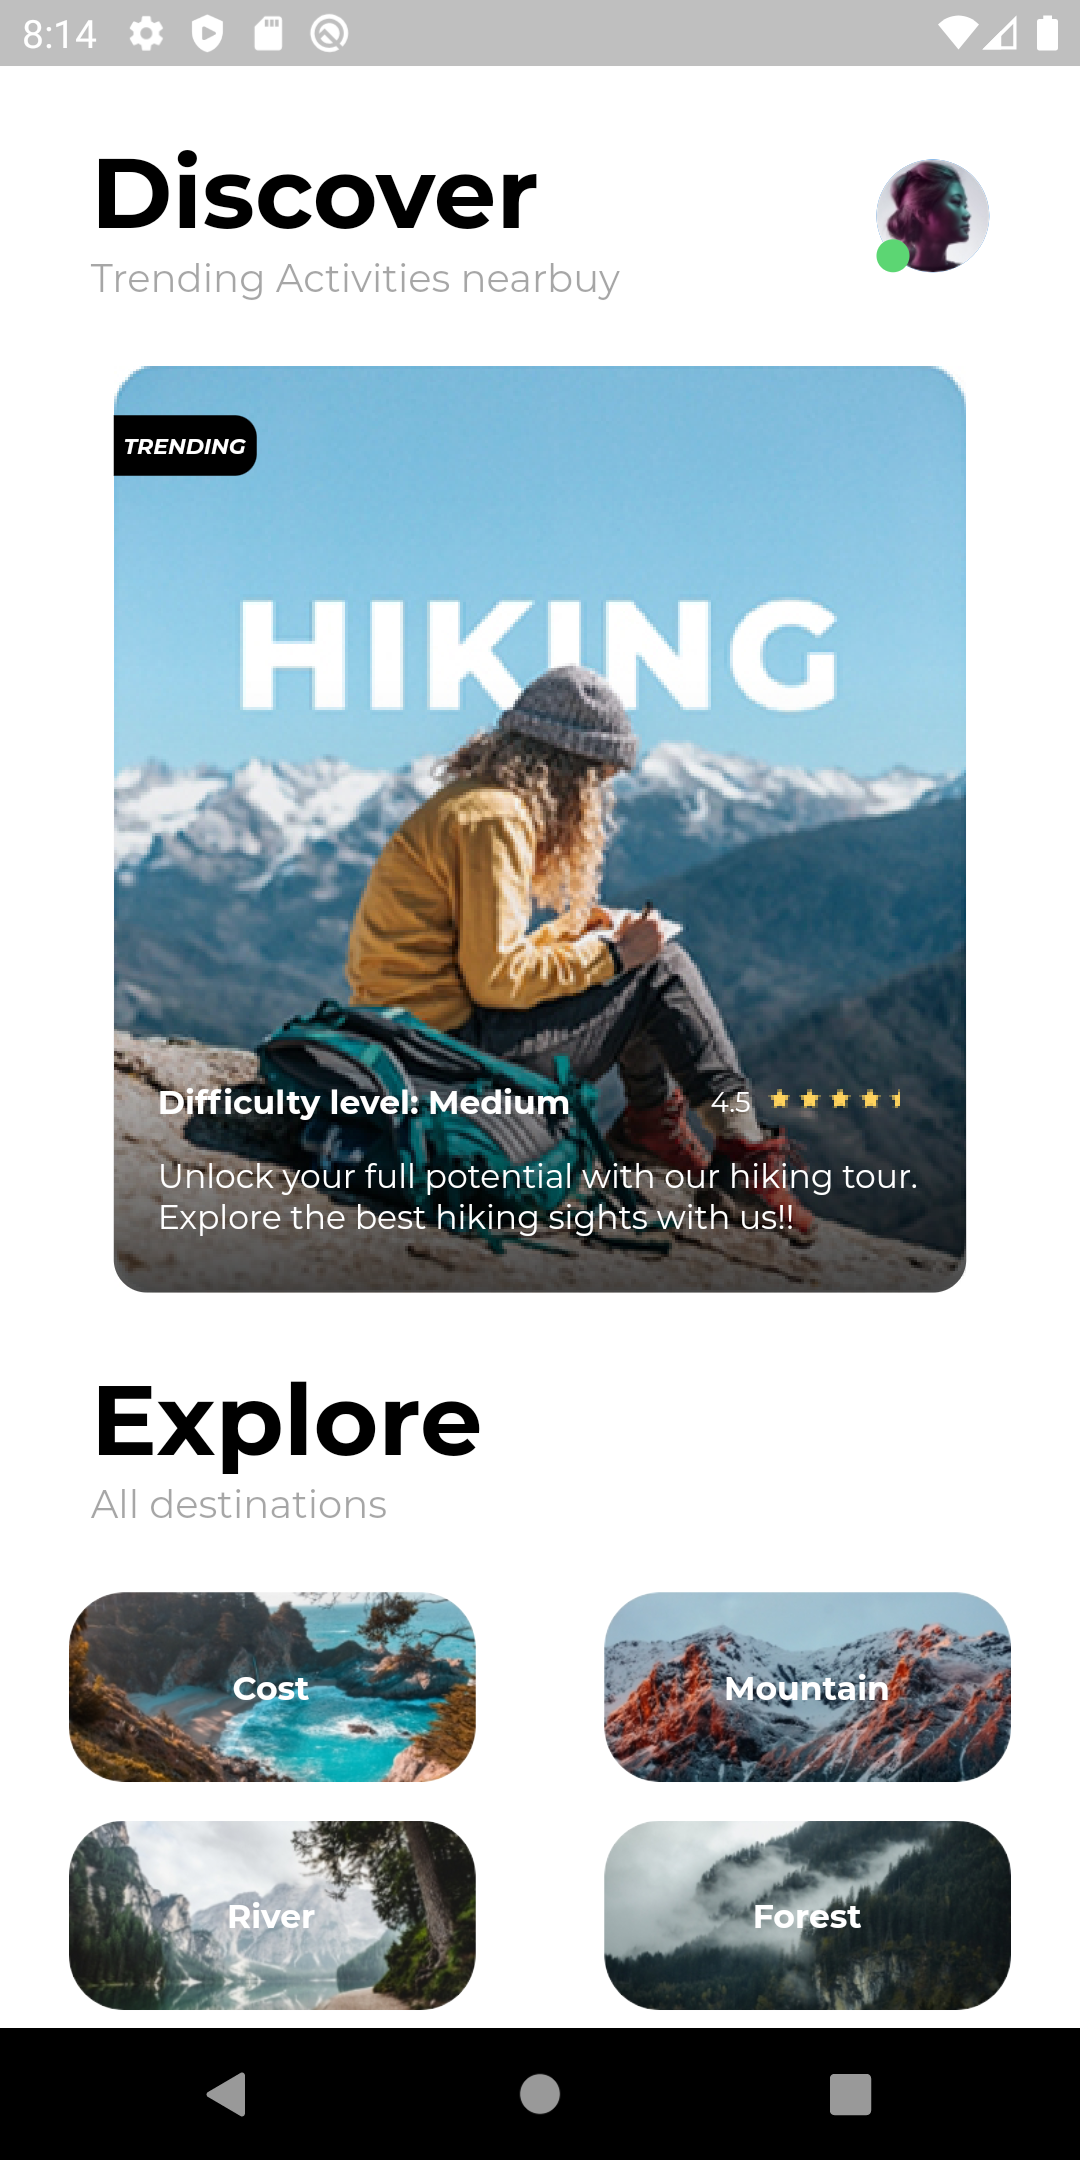 8:14
Discover
Trending Activities nearbuy
TRENDING
HIKING
Difficulty level: Medium 4.5
Unlock your full potential with our hiking tour.
Explore the best hiking sights with us!!
Explore
All destinations
Cost Mountain
River Forest